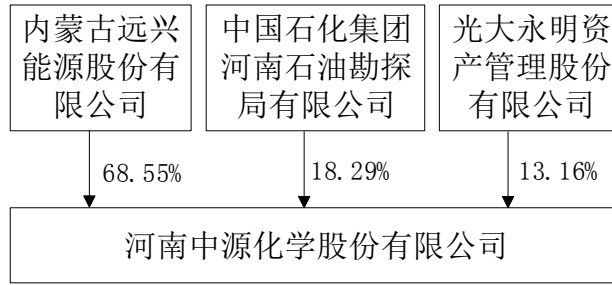 内蒙古远兴
能源股份有
限公司
中国石化集团
河南石油勘探
局有限公司
光大永明资
产管理股份
有限公司
68.55%
18.29%
13.16%
河南中源化学股份有限公司